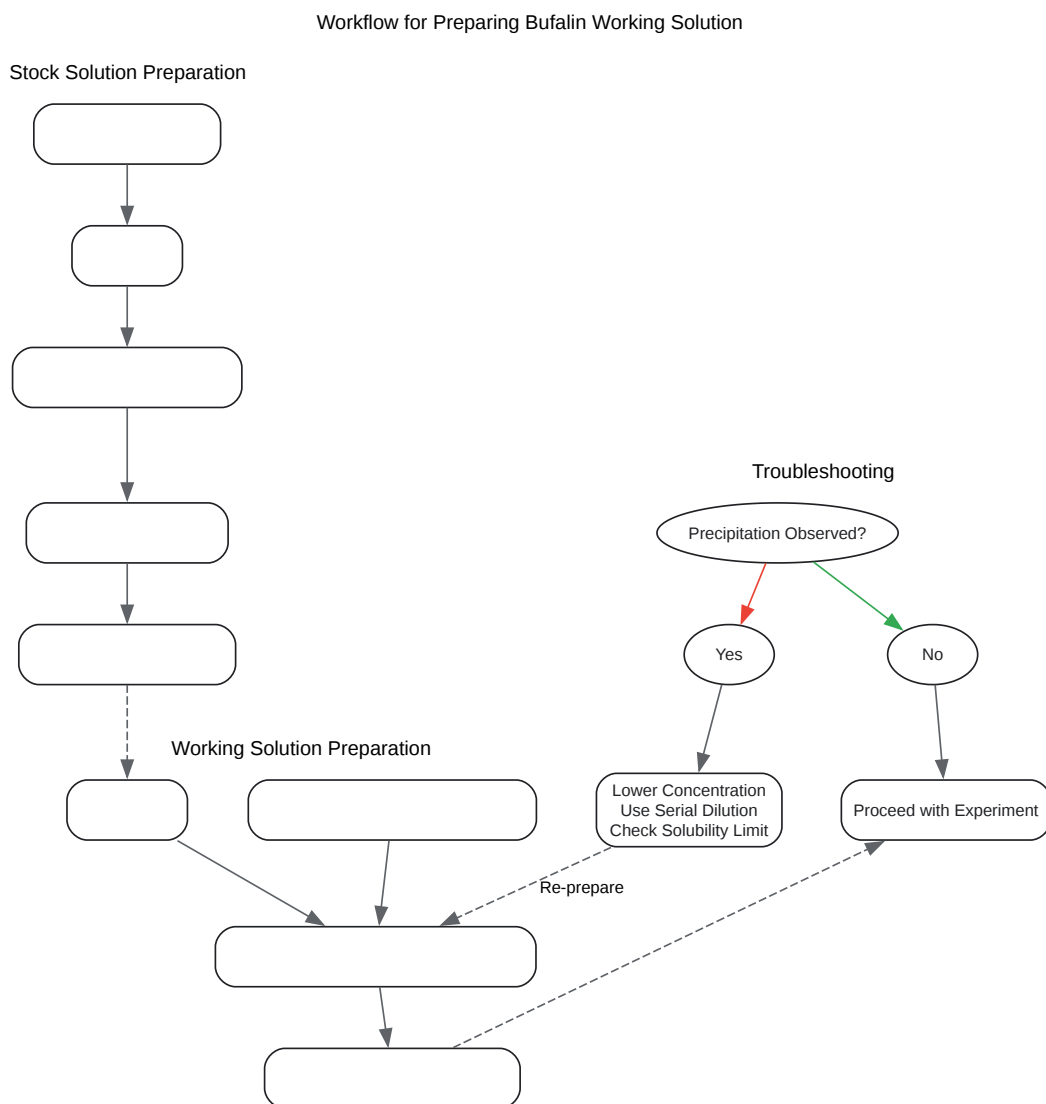 Workflow for Preparing Bufalin Working Solution
Stock Solution Preparation
Troubleshooting
Precipitation Observed?
Yes
No
Working Solution Preparation
Lower Concentration
Use Serial Dilution
Check Solubility Limit
Proceed with Experiment
Re-prepare